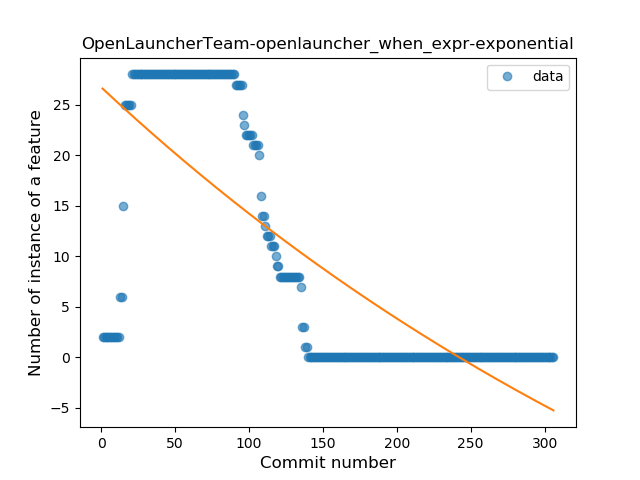 OpenLauncherTeam-openlauncher_when_expr-exponential
data
Number of instance of a feature
25
20
15
10
5
0
−5
0 50 100 150 200 250 300
Commit number